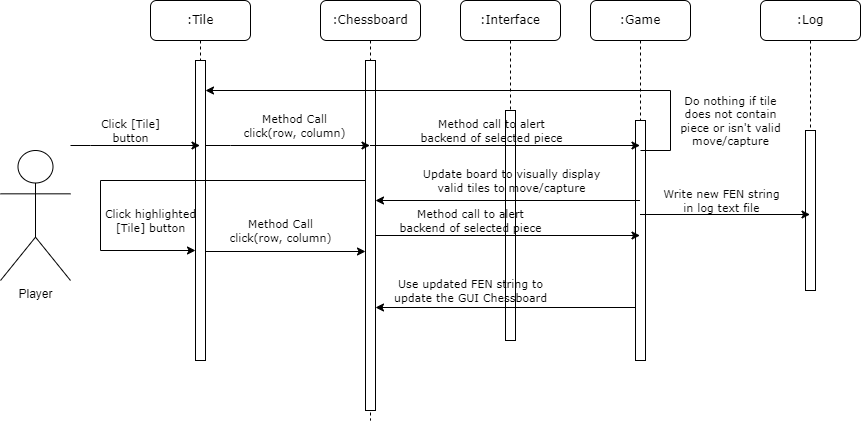 :Tile
:Chessboard
:Interface
:Game
:Log
Do nothing if tile
does not contain
piece or isn't valid
move/capture
Click [Tile]
button
Method Call
click(row, column)
Method call to alert
backend of selected piece
Update board to visually display
valid tiles to move/capture
Write new FEN string
in log text file
Click highlighted
[Tile] button
Method Call
click(row, column)
Method call to alert
backend of selected piece
Player
Use updated FEN string to
update the GUI Chessboard